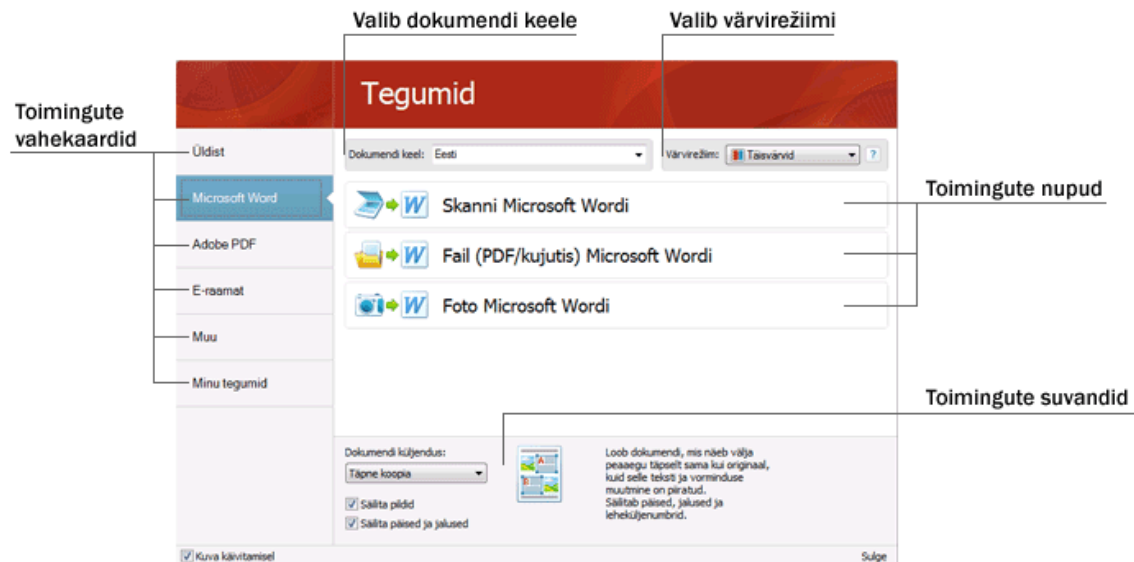 Valib dokumendi keele
Valib värvirežiimi
Tegumid
Toimingute
vahekaardid
Üldist
Dokumendi keel: Eesti
Värvirežiim: Täisvärvid ?
Microsoft Word
Skanni Microsoft Wordi
Toimingute nupud
Adobe PDF
Fail (PDF/kujutis) Microsoft Wordi
E-raamat
Foto Microsoft Wordi
Muu
Minu tegumid
Toimingute suvandid
Dokumendi küljendus:
Täpne koopia
Säilita pildid
Säilita päised ja jalused
Loob dokumendi, mis näeb välja
peaaegu täpselt sama kui originaal,
kuid selle teksti ja vorminduse
muutmine on piiratud.
Säilitab päised, jalused ja
leheküljenumbrid.
Kuva käivitamisel
Sulge